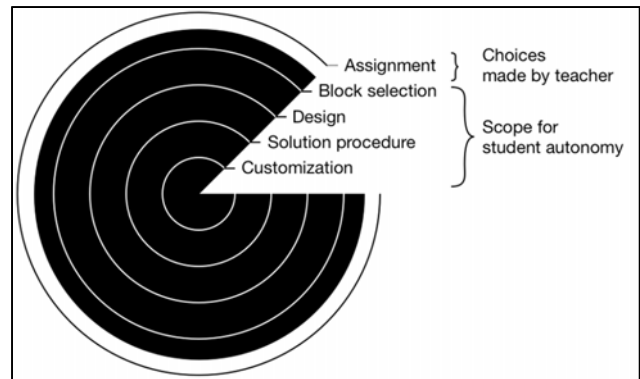 Assignment
Choices
made by teacher
Block selection
Design
Solution procedure
Customization
Scope for
student autonomy